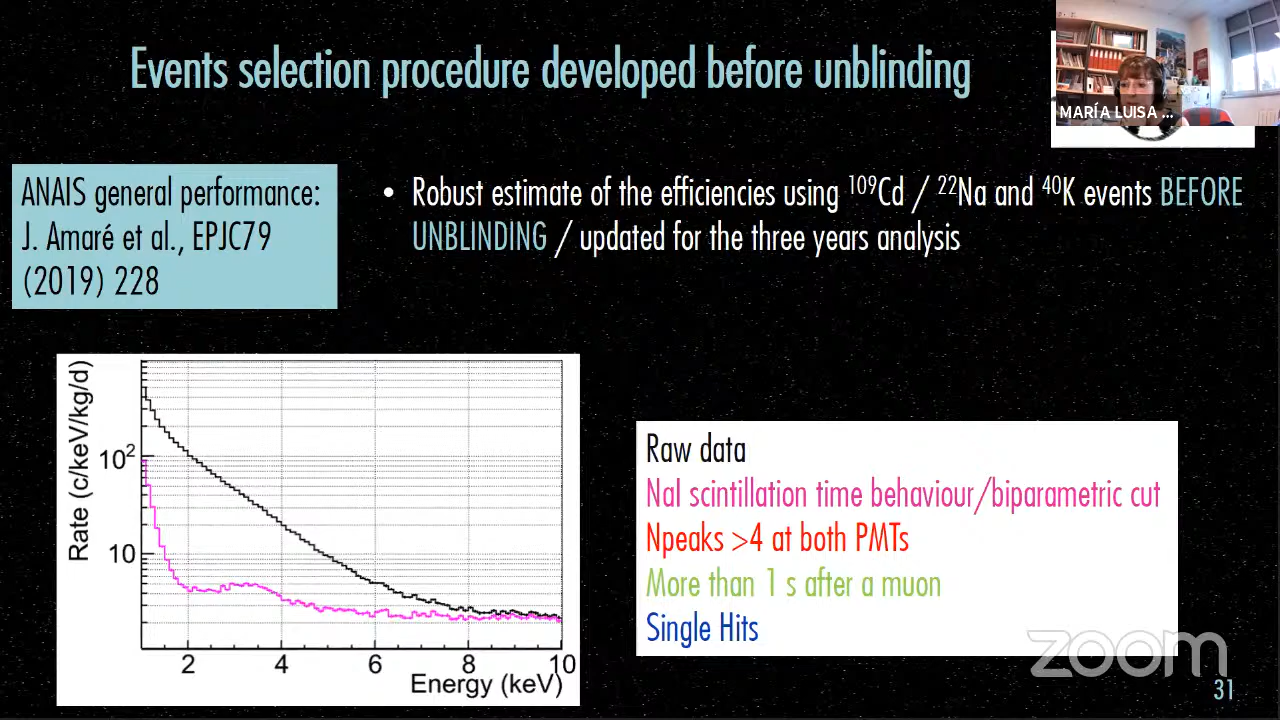 Events selection procedure developed before unblinding
MARÍA LUISA ...
ANAIS general performance:
J. Amaré et al., EPJC79
(2019) 228
• Robust estimate of the efficiencies using ¹⁰⁹Cd / ²²Na and ⁴⁰K events BEFORE
UNBLINDING / updated for the three years analysis
Rate (c/keV/kg/d)
10²
10
2 4 6 8 10
Energy (keV)
Raw data
NaI scintillation time behaviour/biparametric cut
Npeaks >4 at both PMTs
More than 1 s after a muon
Single Hits
zoom
31